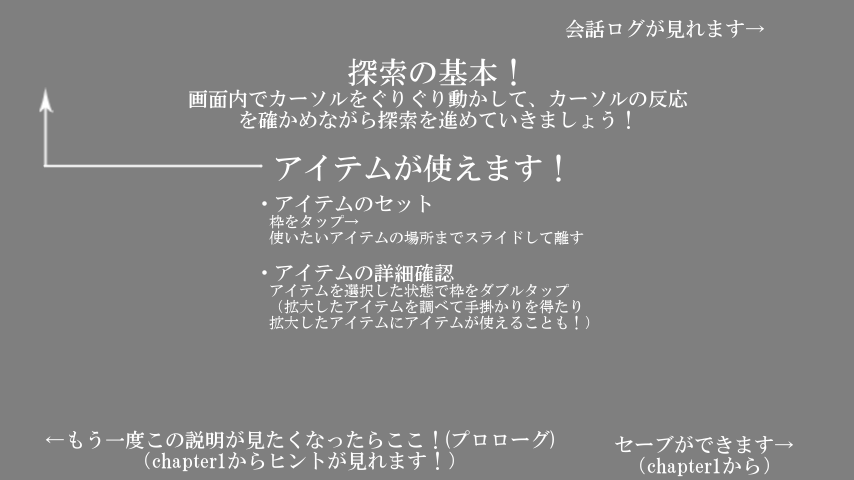 会話ログが見れます→
探索の基本！
画面内でカーソルをぐりぐり動かして、カーソルの反応
を確かめながら探索を進めていきましょう！
アイテムが使えます！
・アイテムのセット
枠をタップ→
使いたいアイテムの場所までスライドして離す
・アイテムの詳細確認
アイテムを選択した状態で枠をダブルタップ
（拡大したアイテムを調べて手掛かりを得たり
拡大したアイテムにアイテムが使えることも！）
←もう一度この説明が見たくなったらここ！(プロローグ)
（chapter1からヒントが見れます！）
セーブができます→
（chapter1から）